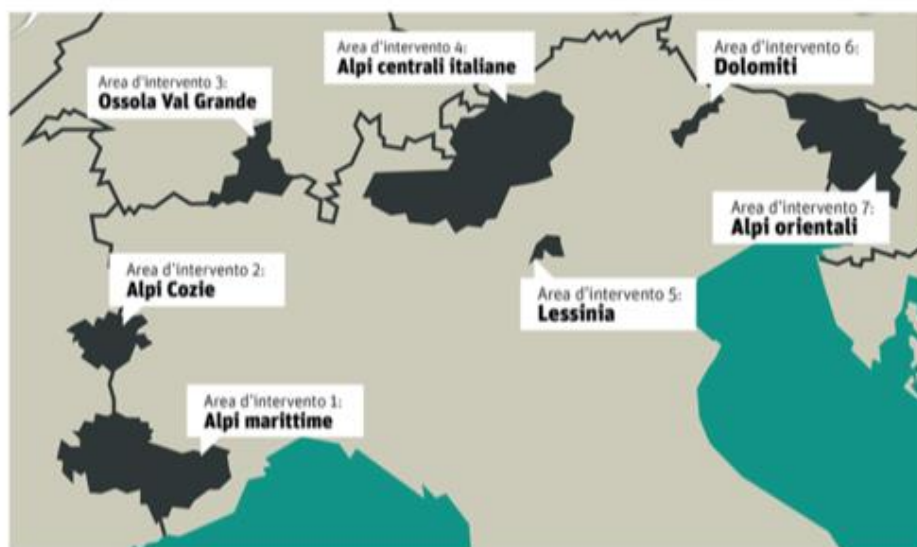 Area d'intervento 4:
Alpi centrali italiane
Area d'intervento 6:
Dolomiti
Area d'intervento 3:
Ossola Val Grande
Area d'intervento 7:
Alpi orientali
Area d'intervento 2:
Alpi Cozie
Area d'intervento 5:
Lessinia
Area d'intervento 1:
Alpi marittime